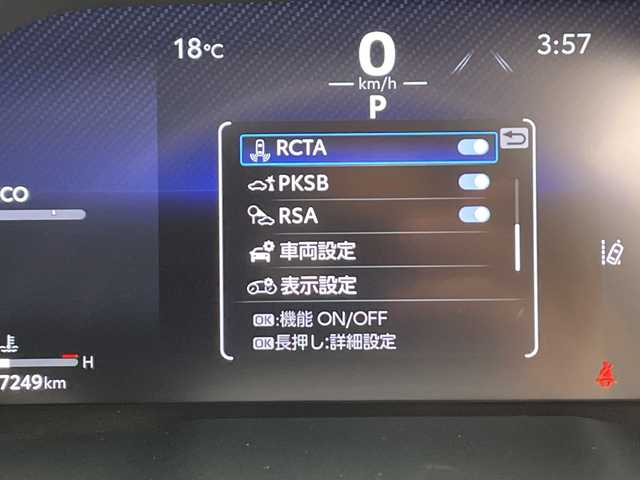 18℃
0
3:57
km/h
P
RCTA
CO
PKSB
RSA
車両設定
表示設定
OK:機能 ON/OFF
OK長押し:詳細設定
H
7249km